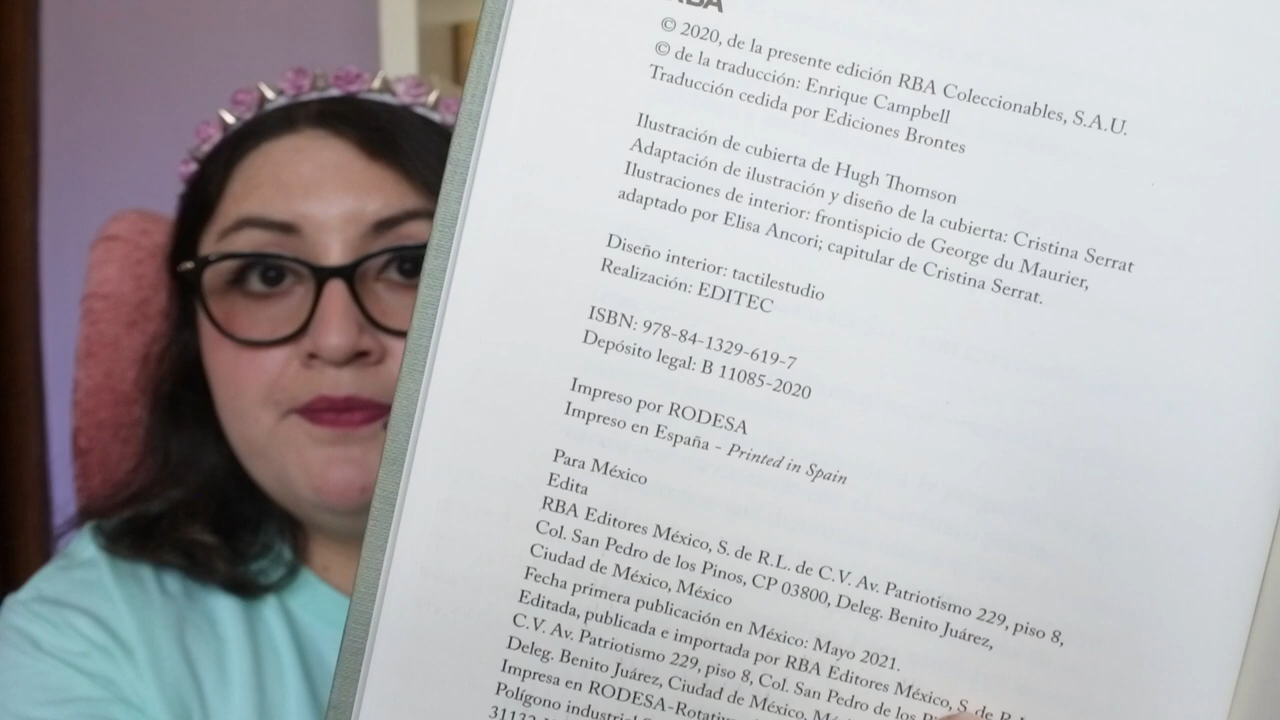 RBA
© 2020, de la presente edición RBA Coleccionables, S.A.U.
© de la traducción: Enrique Campbell
Traducción cedida por Ediciones Brontes
Ilustración de cubierta de Hugh Thomson
Adaptación de ilustración y diseño de la cubierta: Cristina Serrat
Ilustraciones de interior: frontispicio de George du Maurier,
adaptado por Elisa Ancori; capitular de Cristina Serrat.
Diseño interior: tactilestudio
Realización: EDITEC
ISBN: 978-84-1329-619-7
Depósito legal: B 11085-2020
Impreso por RODESA
Impreso en España - Printed in Spain
Para México
Edita
RBA Editores México, S. de R.L. de C.V. Av. Patriotismo 229, piso 8,
Col. San Pedro de los Pinos, CP 03800, Deleg. Benito Juárez,
Ciudad de México, México
Fecha primera publicación en México: Mayo 2021.
Editada, publicada e importada por RBA Editores México, S. de R.L.
C.V. Av. Patriotismo 229, piso 8, Col. San Pedro de los
Deleg. Benito Juárez, Ciudad de México,
Impresa en RODESA-Rotativas
Polígono industrial